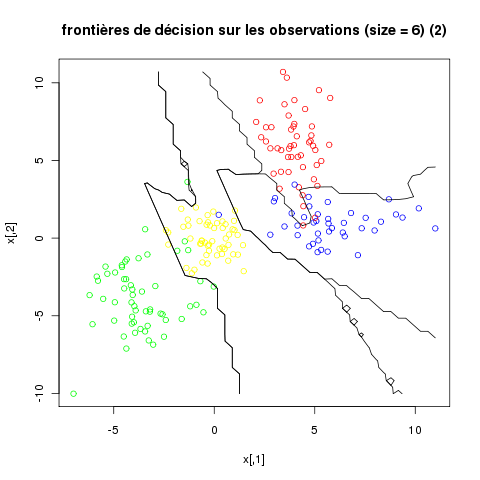 frontières de décision sur les observations (size = 6) (2)
10
5
0
-5
-10
x[,2]
-5 0 5 10
x[,1]